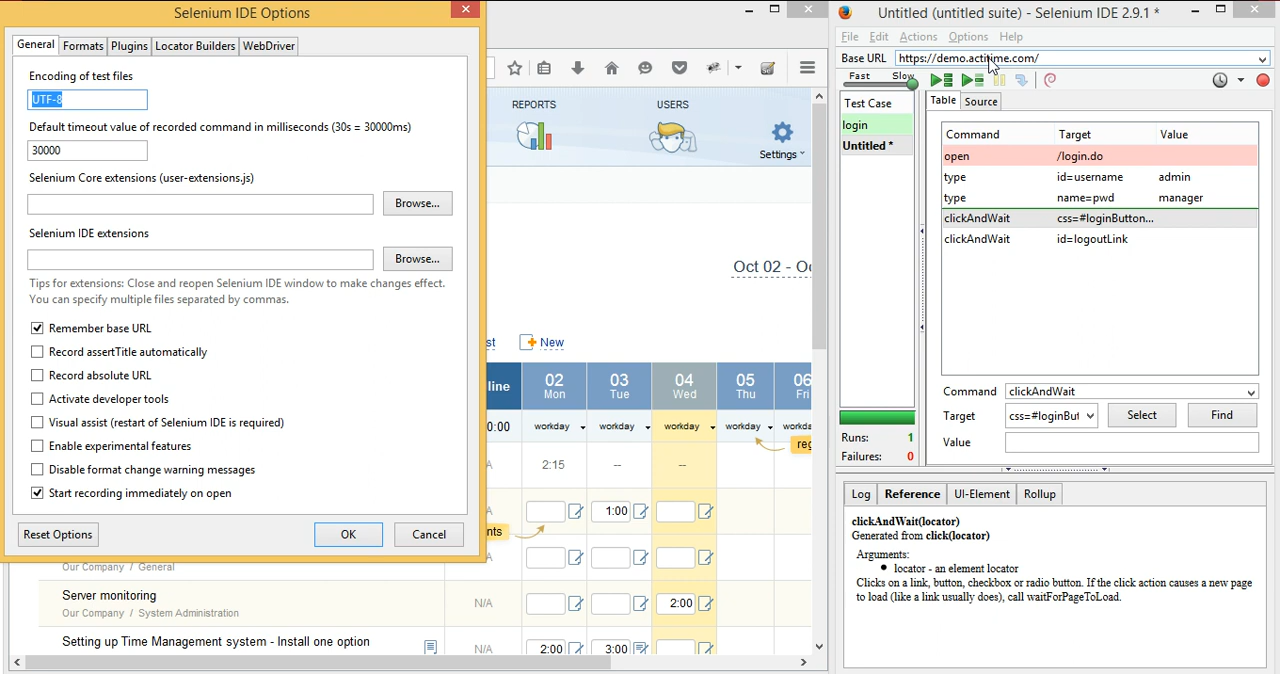 Selenium IDE Options
General Formats Plugins Locator Builders WebDriver
Encoding of test files
UTF-8
Default timeout value of recorded command in milliseconds (30s = 30000ms)
30000
Selenium Core extensions (user-extensions.js)
Browse...
Selenium IDE extensions
Browse...
Tips for extensions: Close and reopen Selenium IDE window to make changes effect.
You can specify multiple files separated by commas.
Remember base URL
Record assertTitle automatically
Record absolute URL
Activate developer tools
Visual assist (restart of Selenium IDE is required)
Enable experimental features
Disable format change warning messages
Start recording immediately on open
Reset Options OK Cancel
REPORTS USERS
Settings
Oct 02 - Oc
st New
line 02 03 04 05 06
Mon Tue Wed Thu Fri
0:00 workday workday workday workday workda
reg
/A 2:15 -- --
/A 1:00
nts
/A
Our Company / General
Server monitoring
Our Company / System Administration
N/A 2:00
Setting up Time Management system - Install one option
N/A 2:00 3:00
Untitled (untitled suite) - Selenium IDE 2.9.1 *
File Edit Actions Options Help
Base URL https://demo.actitime.com/
Fast Slow
Test Case
login
Untitled *
Runs: 1
Failures: 0
Table Source
Command Target Value
open /login.do
type id=username admin
type name=pwd manager
clickAndWait css=#loginButton...
clickAndWait id=logoutLink
Command clickAndWait
Target css=#loginBut Select Find
Value
Log Reference UI-Element Rollup
clickAndWait(locator)
Generated from click(locator)
Arguments:
• locator - an element locator
Clicks on a link, button, checkbox or radio button. If the click action causes a new page
to load (like a link usually does), call waitForPageToLoad.